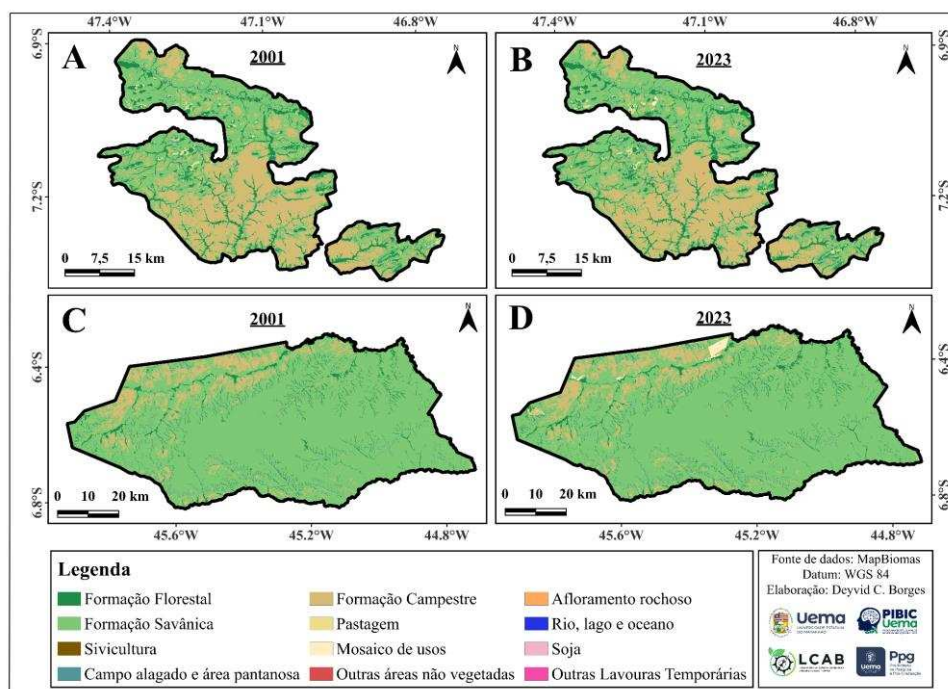 47.4°W 47.1°W 46.8°W 47.4°W 47.1°W 46.8°W
6.9°S
7.2°S
A
2001
N
0 7,5 15 km
B
2023
N
0 7,5 15 km
6.9°S
7.2°S
6.4°S
6.8°S
C
2001
N
0 10 20 km
D
2023
N
0 10 20 km
6.4°S
6.8°S
45.6°W 45.2°W 44.8°W 45.6°W 45.2°W 44.8°W
Legenda
Formação Florestal
Formação Savânica
Sivicultura
Campo alagado e área pantanosa
Formação Campestre
Pastagem
Mosaico de usos
Outras áreas não vegetadas
Afloramento rochoso
Rio, lago e oceano
Soja
Outras Lavouras Temporárias
Fonte de dados: MapBiomas
Datum: WGS 84
Elaboração: Deyvid C. Borges
Uema
PIBIC
Uema
LCAB
Uema
Ppg